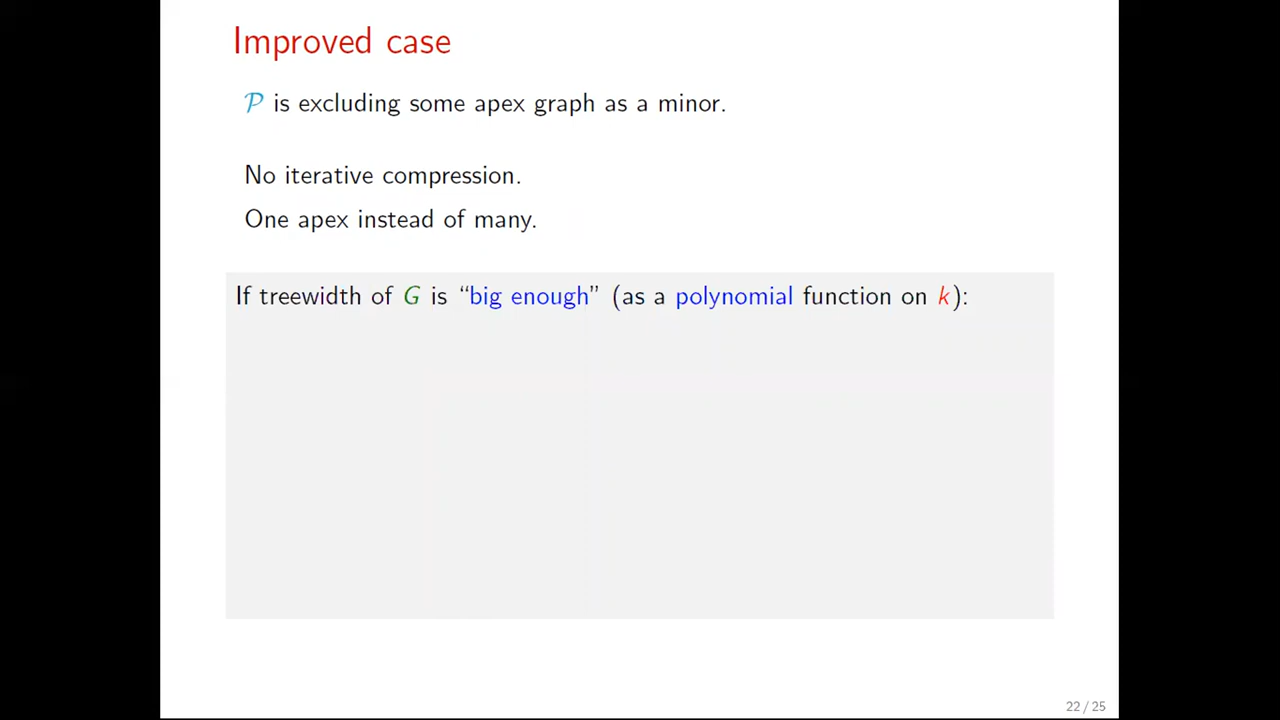 Improved case
𝒫 is excluding some apex graph as a minor.
No iterative compression.
One apex instead of many.
If treewidth of G is “big enough” (as a polynomial function on k):
22 / 25